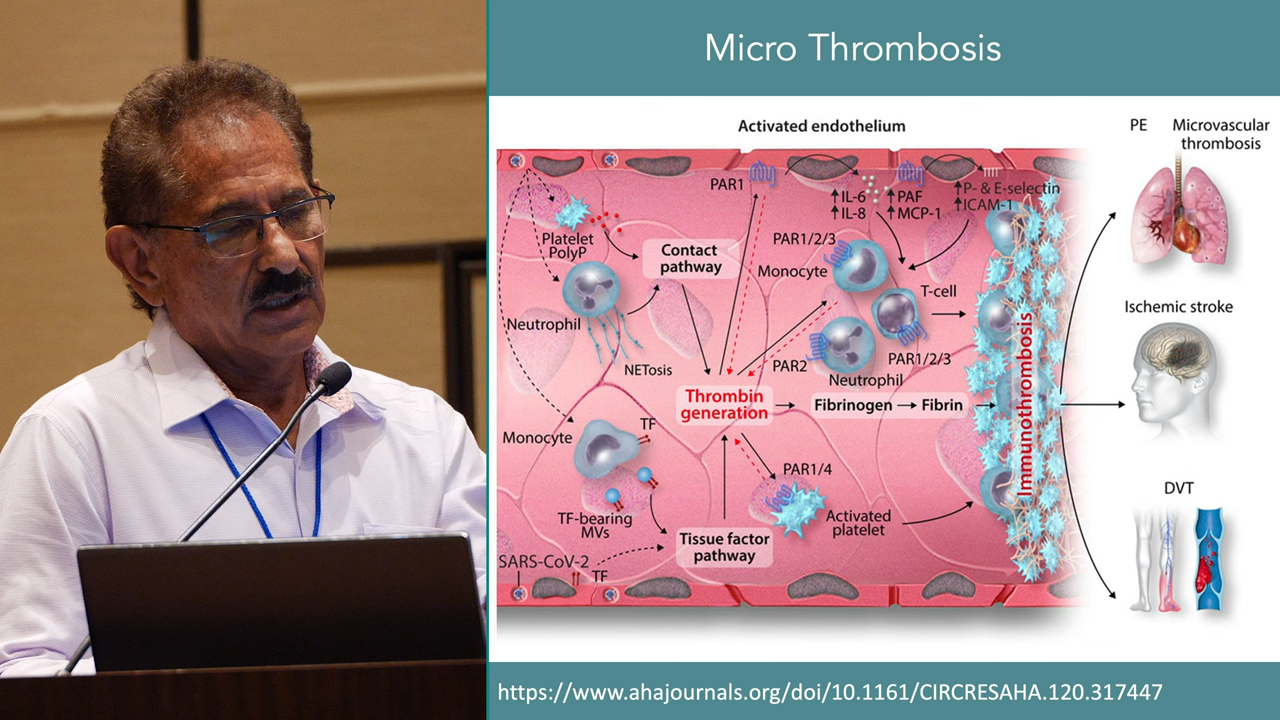 Micro Thrombosis
Activated endothelium
PE
Microvascular
thrombosis
PAR1
↑IL-6
↑IL-8
↑PAF
↑MCP-1
↑P- & E-selectin
↑ICAM-1
Platelet
PolyP
Contact
pathway
PAR1/2/3
Monocyte
T-cell
Neutrophil
NETosis
PAR2
PAR1/2/3
Neutrophil
Ischemic stroke
Thrombin
generation
Fibrinogen → Fibrin
Immunothrombosis
Monocyte
TF
PAR1/4
TF-bearing
MVs
Activated
platelet
DVT
Tissue factor
pathway
SARS-CoV-2
TF
https://www.ahajournals.org/doi/10.1161/CIRCRESAHA.120.317447